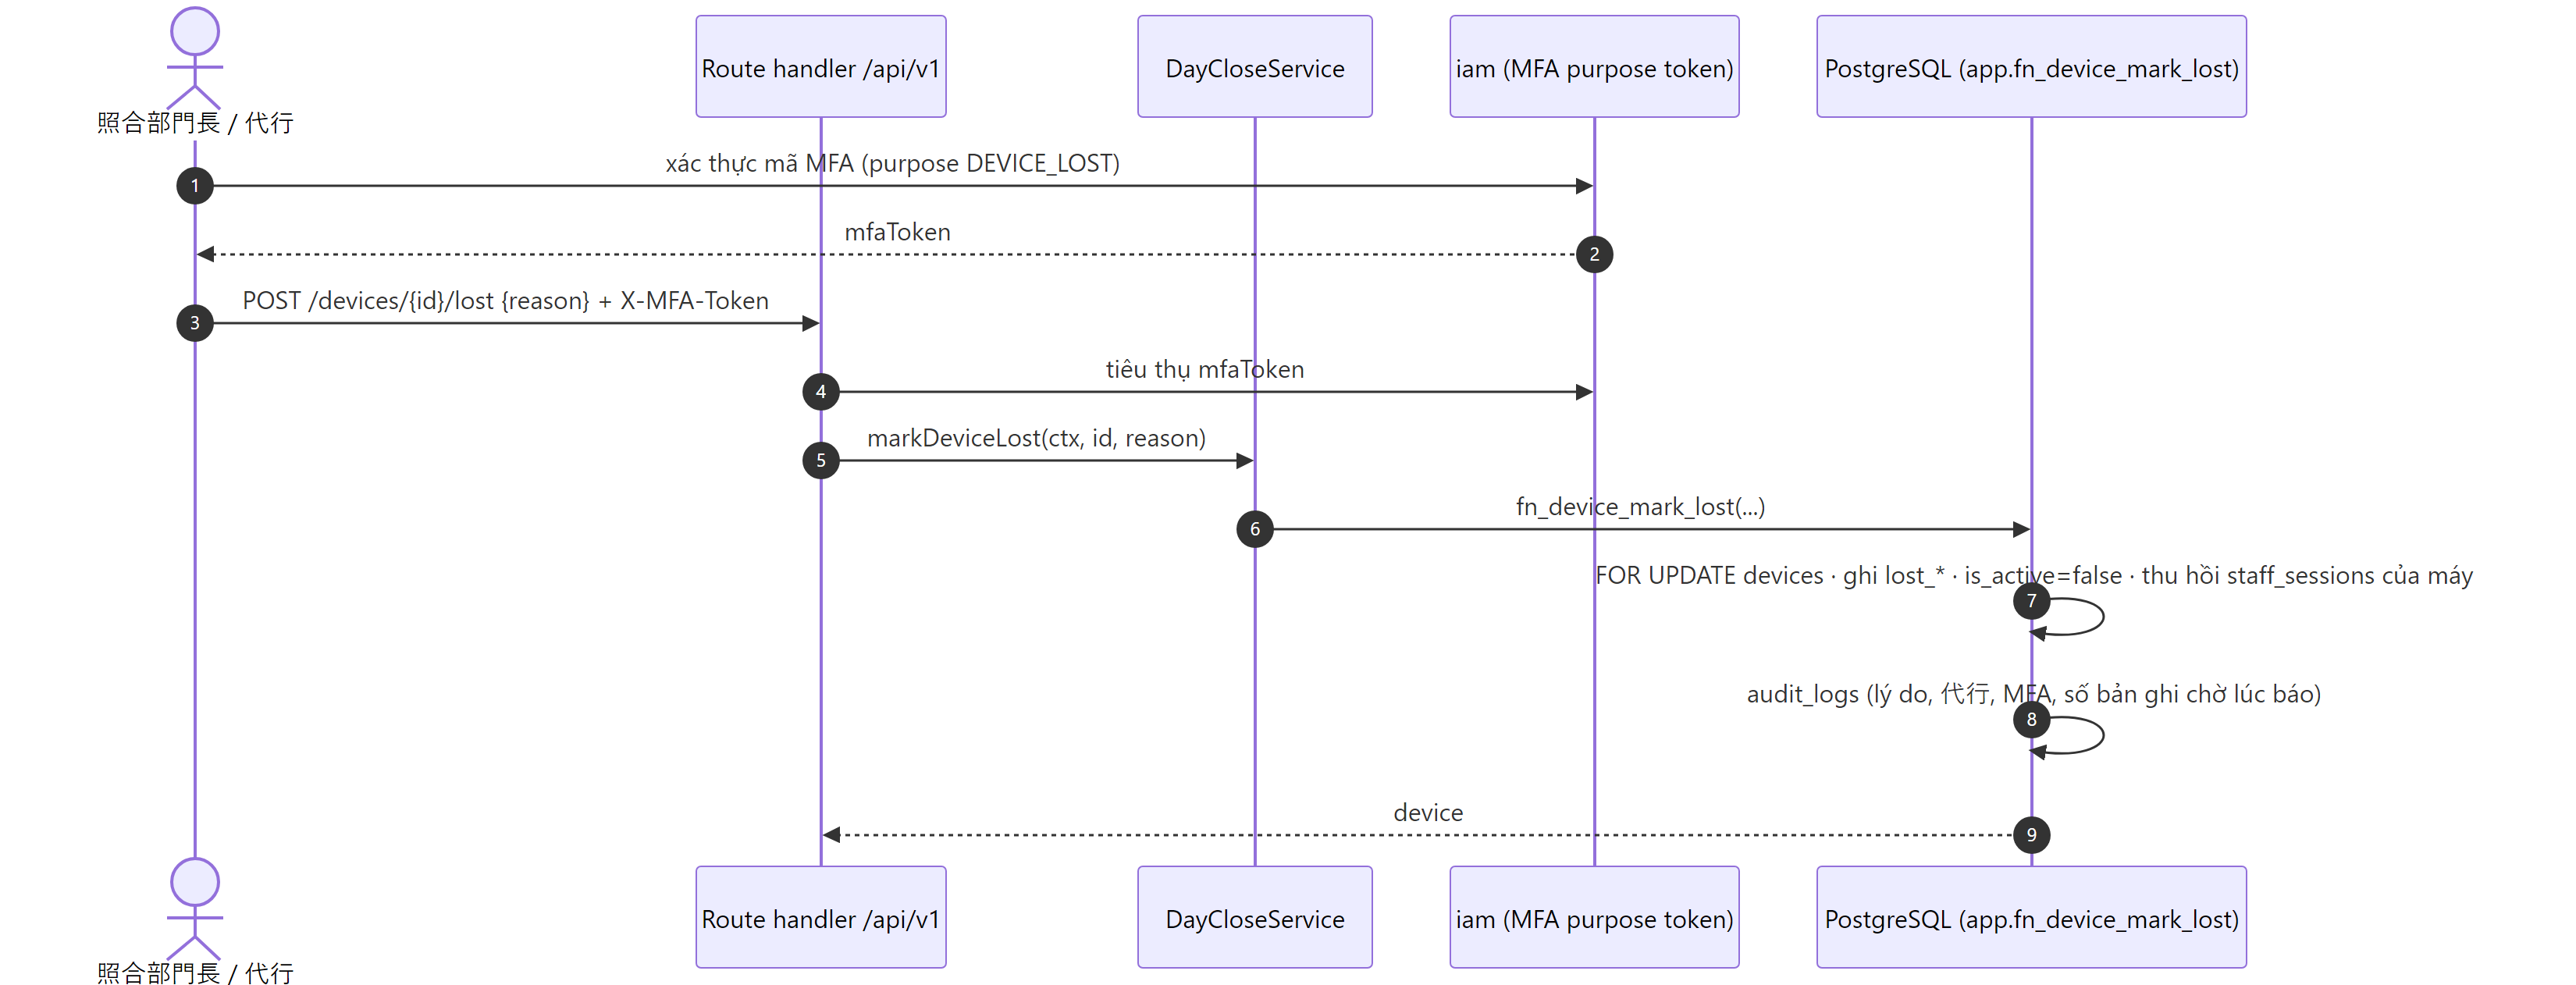 照合部門長 / 代行
Route handler /api/v1
DayCloseService
iam (MFA purpose token)
PostgreSQL (app.fn_device_mark_lost)
xác thực mã MFA (purpose DEVICE_LOST)
1
mfaToken
2
POST /devices/{id}/lost {reason} + X-MFA-Token
3
tiêu thụ mfaToken
4
markDeviceLost(ctx, id, reason)
5
fn_device_mark_lost(...)
6
FOR UPDATE devices · ghi lost_* · is_active=false · thu hồi staff_sessions của máy
7
audit_logs (lý do, 代行, MFA, số bản ghi chờ lúc báo)
8
device
9
照合部門長 / 代行
Route handler /api/v1
DayCloseService
iam (MFA purpose token)
PostgreSQL (app.fn_device_mark_lost)